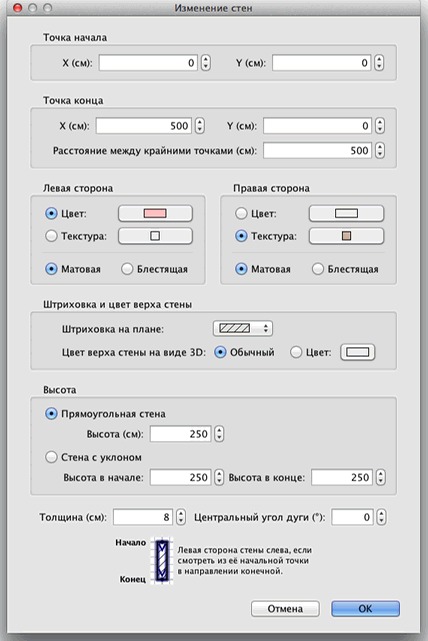 Изменение стен
Точка начала
X (см): 0 Y (см): 0
Точка конца
X (см): 500 Y (см): 0
Расстояние между крайними точками (см): 500
Левая сторона Правая сторона
Цвет: Цвет:
Текстура: Текстура:
Матовая Блестящая Матовая Блестящая
Штриховка и цвет верха стены
Штриховка на плане:
Цвет верха стены на виде 3D: Обычный Цвет:
Высота
Прямоугольная стена
Высота (см): 250
Стена с уклоном
Высота в начале: 250 Высота в конце: 250
Толщина (см): 8 Центральный угол дуги (°): 0
Начало
Левая сторона стены слева, если
смотреть из её начальной точки
в направлении конечной.
Конец
Отмена OK